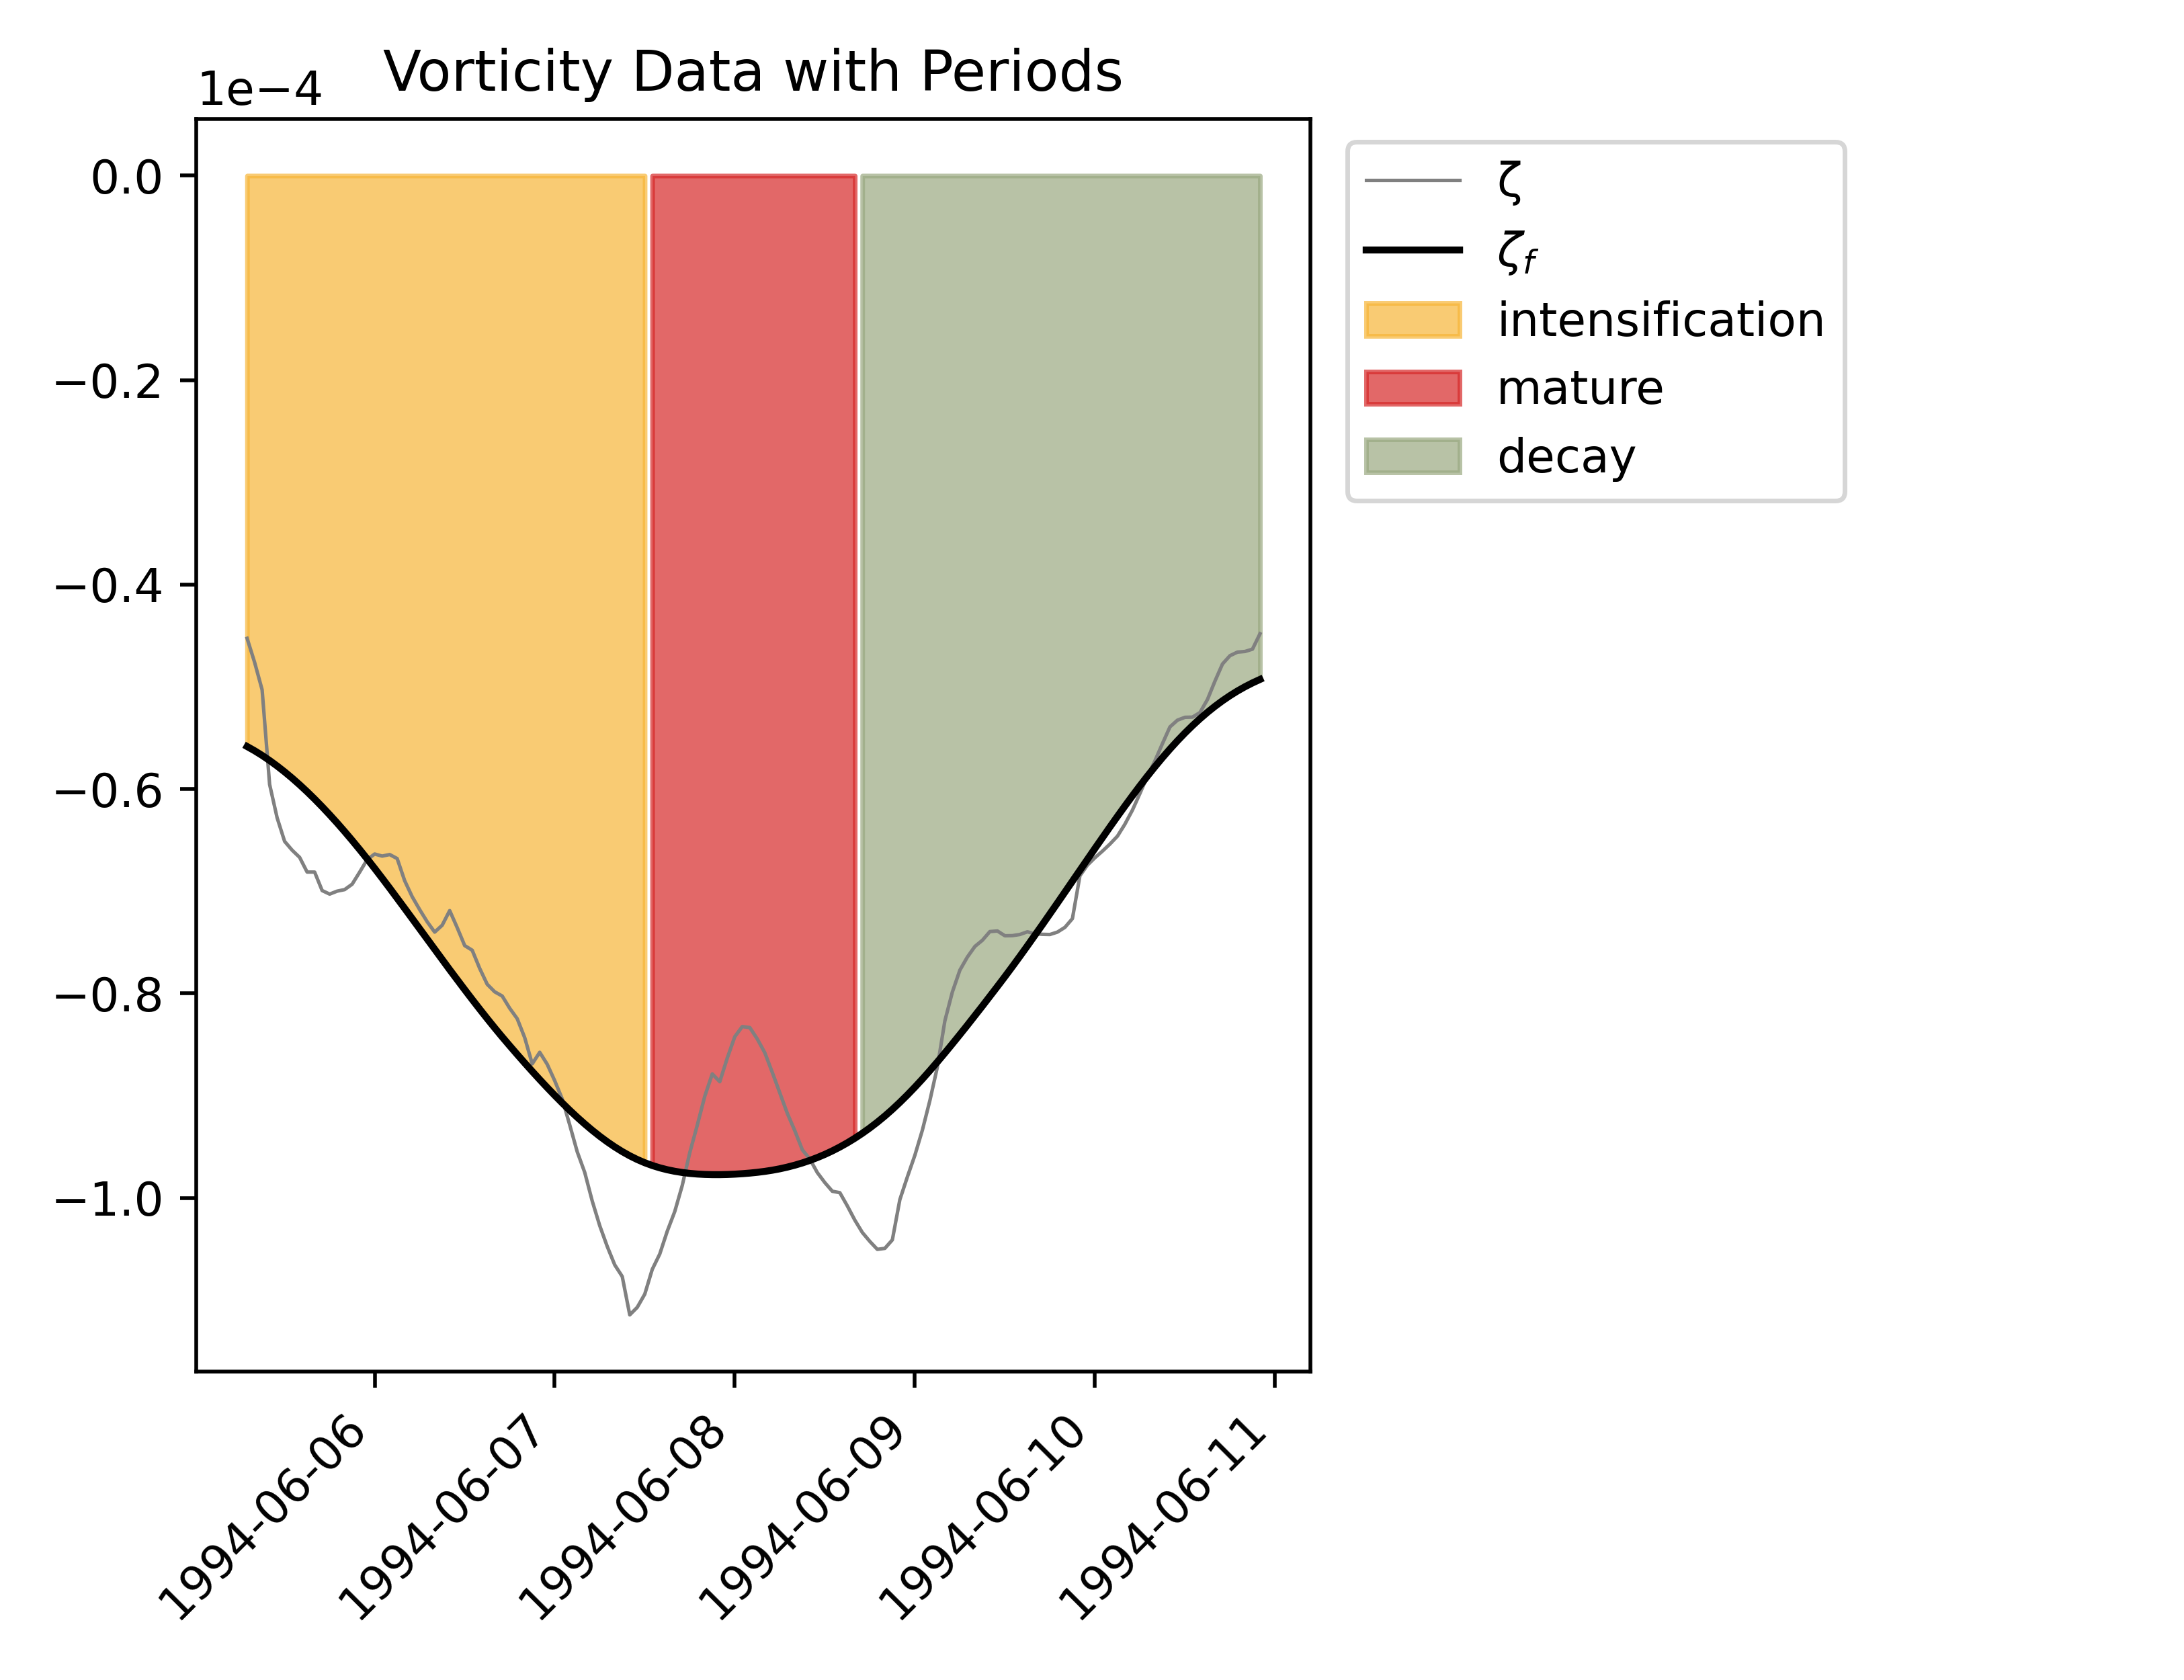 Vorticity Data with Periods
1e−4
0.0
−0.2
−0.4
−0.6
−0.8
−1.0
1994-06-06
1994-06-07
1994-06-08
1994-06-09
1994-06-10
1994-06-11
ζ
ζf
intensification
mature
decay